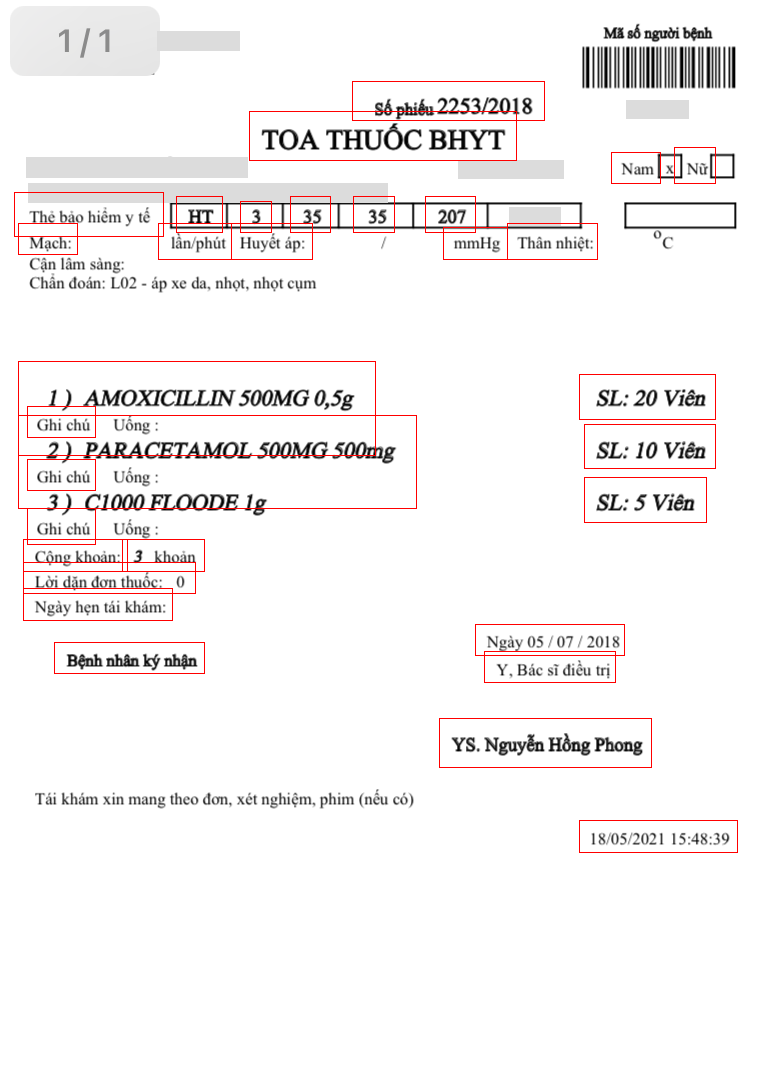 1/1
Mã số người bệnh
Số phiếu 2253/2018
TOA THUỐC BHYT
Nam x Nữ
Thẻ bảo hiểm y tế HT 3 35 35 207
Mạch: lần/phút Huyết áp: / mmHg Thân nhiệt: °C
Cận lâm sàng:
Chẩn đoán: L02 - áp xe da, nhọt, nhọt cụm
1 ) AMOXICILLIN 500MG 0,5g SL: 20 Viên
Ghi chú Uống :
2 ) PARACETAMOL 500MG 500mg SL: 10 Viên
Ghi chú Uống :
3 ) C1000 FLOODE 1g SL: 5 Viên
Ghi chú Uống :
Cộng khoản: 3 khoản
Lời dặn đơn thuốc: 0
Ngày hẹn tái khám:
Ngày 05 / 07 / 2018
Bệnh nhân ký nhận Y, Bác sĩ điều trị
YS. Nguyễn Hồng Phong
Tái khám xin mang theo đơn, xét nghiệm, phim (nếu có)
18/05/2021 15:48:39